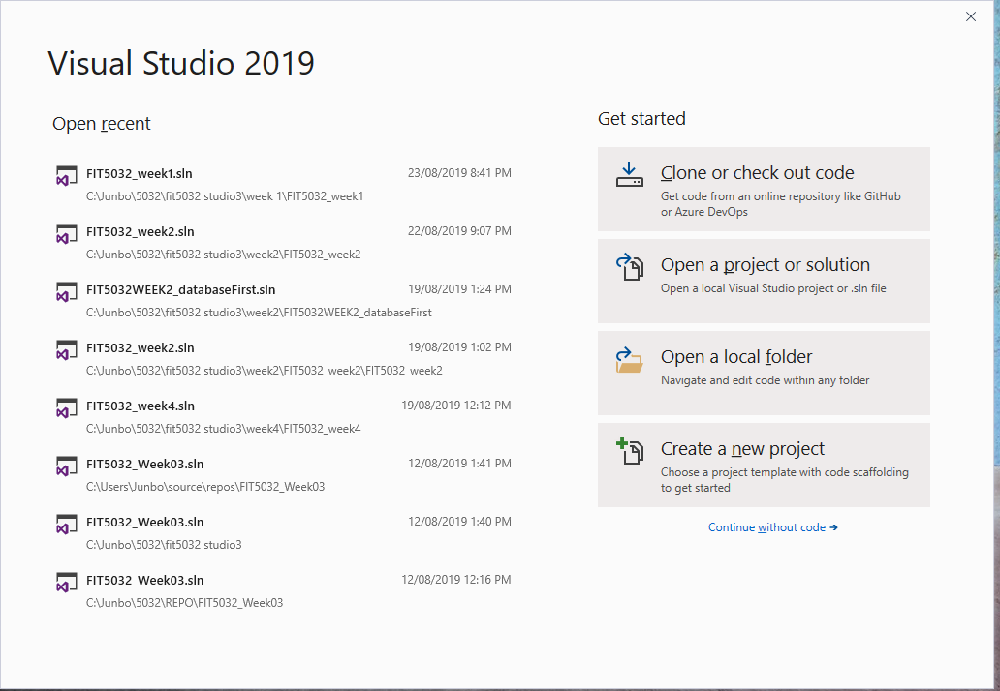 Visual Studio 2019
Open recent
FIT5032_week1.sln 23/08/2019 8:41 PM
C:\Junbo\5032\fit5032 studio3\week 1\FIT5032_week1
FIT5032_week2.sln 22/08/2019 9:07 PM
C:\Junbo\5032\fit5032 studio3\week2\FIT5032_week2
FIT5032WEEK2_databaseFirst.sln 19/08/2019 1:24 PM
C:\Junbo\5032\fit5032 studio3\week2\FIT5032WEEK2_databaseFirst
FIT5032_week2.sln 19/08/2019 1:02 PM
C:\Junbo\5032\fit5032 studio3\week2\FIT5032_week2\FIT5032_week2
FIT5032_week4.sln 19/08/2019 12:12 PM
C:\Junbo\5032\fit5032 studio3\week4\FIT5032_week4
FIT5032_Week03.sln 12/08/2019 1:41 PM
C:\Users\Junbo\source\repos\FIT5032_Week03
FIT5032_Week03.sln 12/08/2019 1:40 PM
C:\Junbo\5032\fit5032 studio3
FIT5032_Week03.sln 12/08/2019 12:16 PM
C:\Junbo\5032\REPO\FIT5032_Week03
Get started
Clone or check out code
Get code from an online repository like GitHub
or Azure DevOps
Open a project or solution
Open a local Visual Studio project or .sln file
Open a local folder
Navigate and edit code within any folder
Create a new project
Choose a project template with code scaffolding
to get started
Continue without code →